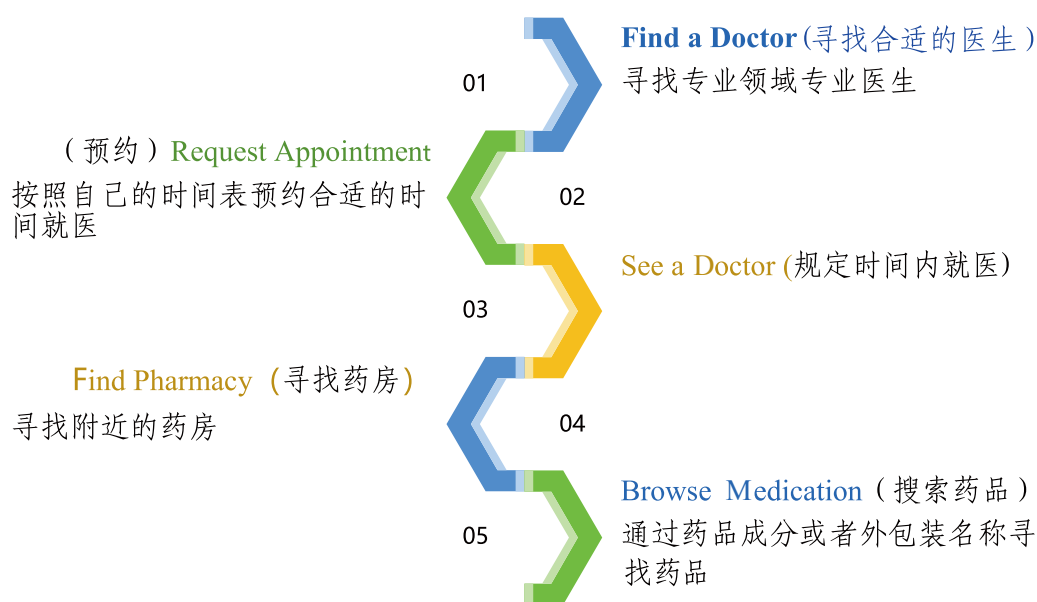 01
Find a Doctor (寻找合适的医生)
寻找专业领域专业医生
（预约）Request Appointment
按照自己的时间表预约合适的时
间就医
02
See a Doctor (规定时间内就医)
03
Find Pharmacy（寻找药房）
寻找附近的药房
04
Browse Medication（搜索药品）
05
通过药品成分或者外包装名称寻
找药品